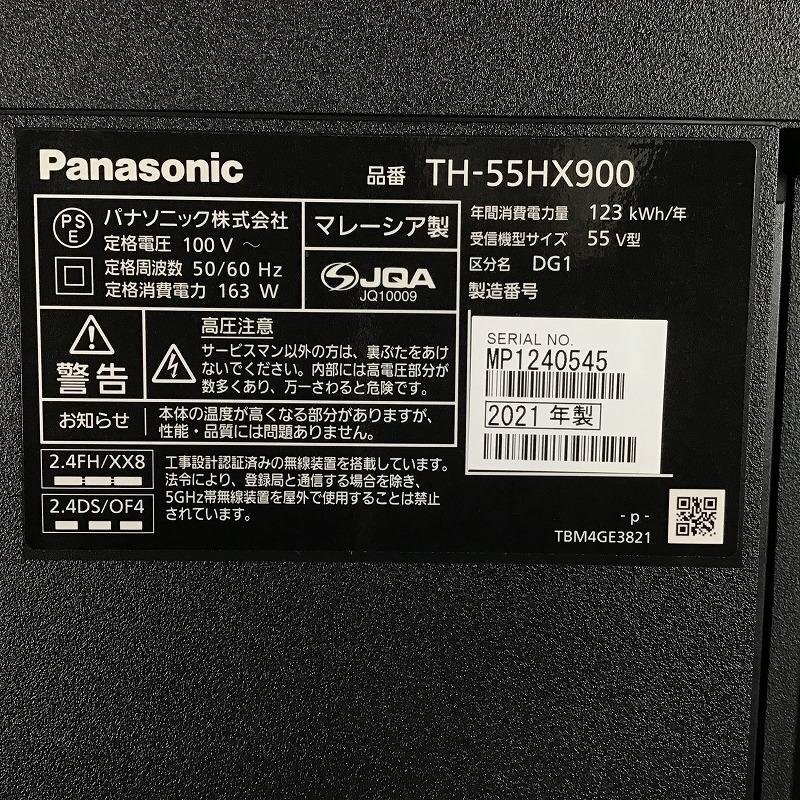 Panasonic
品番 TH-55HX900
PS
E
パナソニック株式会社
定格電圧 100 V ～
定格周波数 50/60 Hz
定格消費電力 163 W
マレーシア製
JQA
JQ10009
年間消費電力量 123 kWh/年
受信機型サイズ 55 V型
区分名 DG1
製造番号
SERIAL NO.
MP1240545
2021 年製
警告
高圧注意
サービスマン以外の方は、裏ぶたをあけ
ないでください。内部には高電圧部分が
数多くあり、万一さわると危険です。
お知らせ
本体の温度が高くなる部分がありますが、
性能・品質には問題ありません。
2.4FH/XX8
2.4DS/OF4
工事設計認証済みの無線装置を搭載しています。
法令により、登録局と通信する場合を除き、
5GHz帯無線装置を屋外で使用することは禁止
されています。
- p -
TBM4GE3821